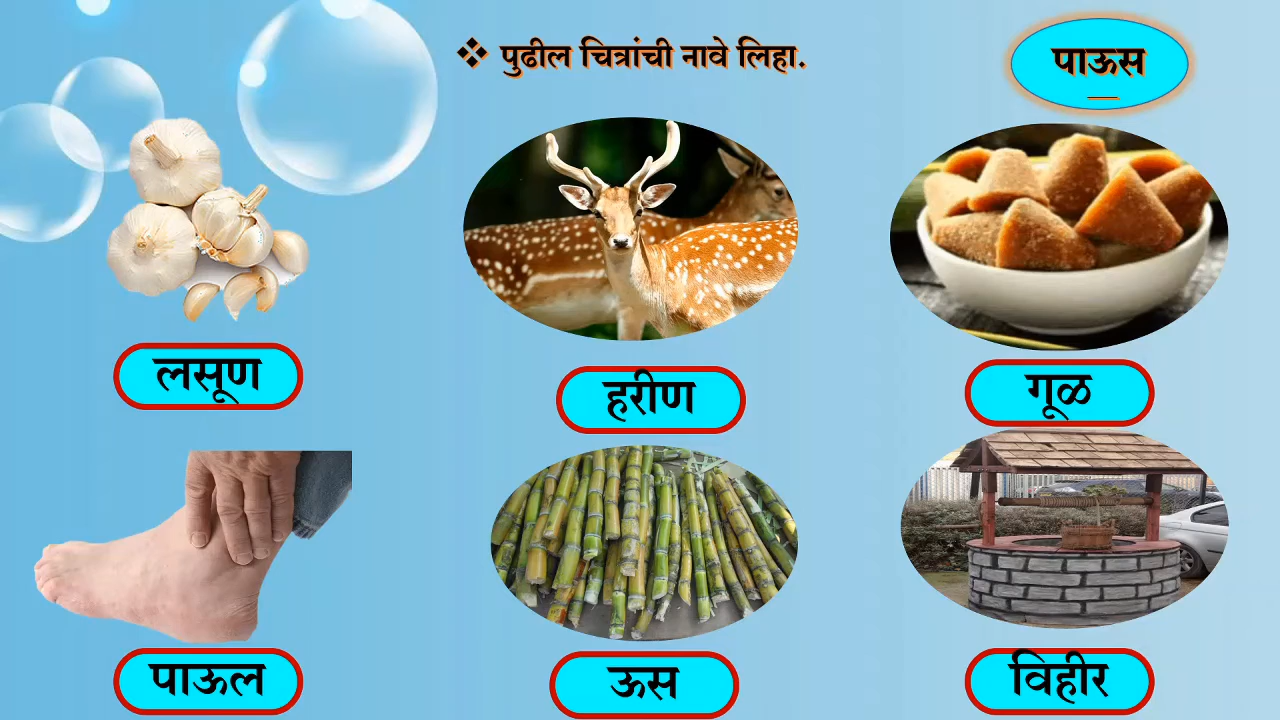 ❖ पुढील चित्रांची नावे लिहा.
पाऊस
लसूण
हरीण
गूळ
पाऊल
ऊस
विहीर